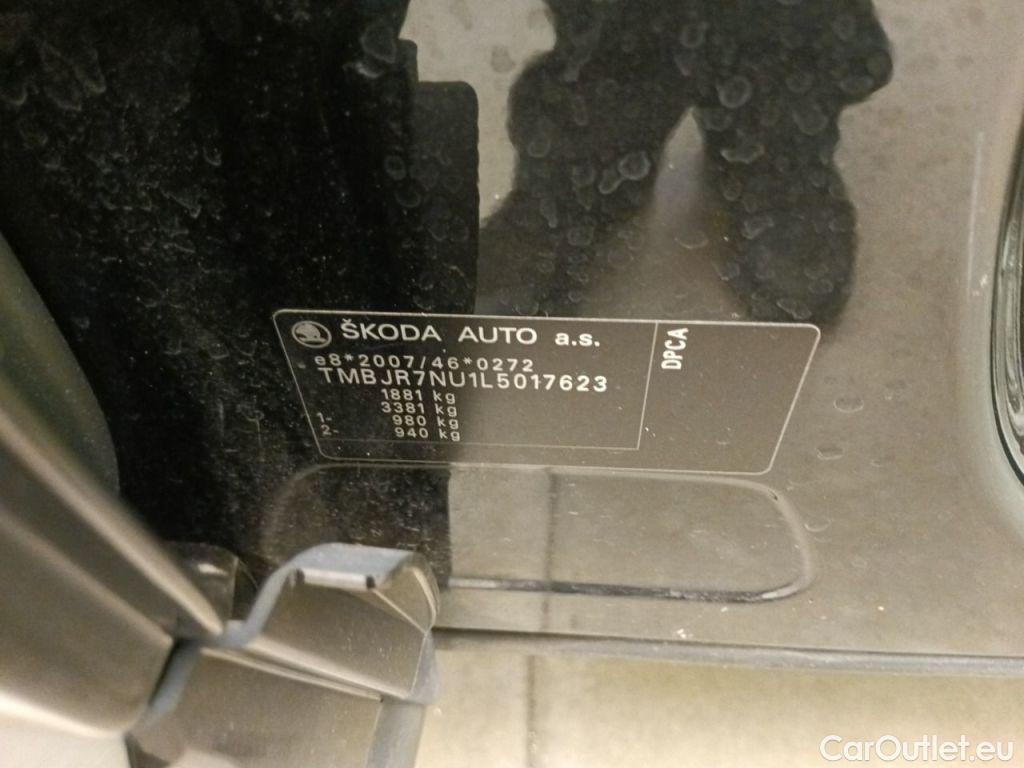 ŠKODA AUTO a.s.
e8*2007/46*0272
TMBJR7NU1L5017623
1881 kg
3381 kg
1- 980 kg
2- 940 kg
DPCA
CarOutlet.eu